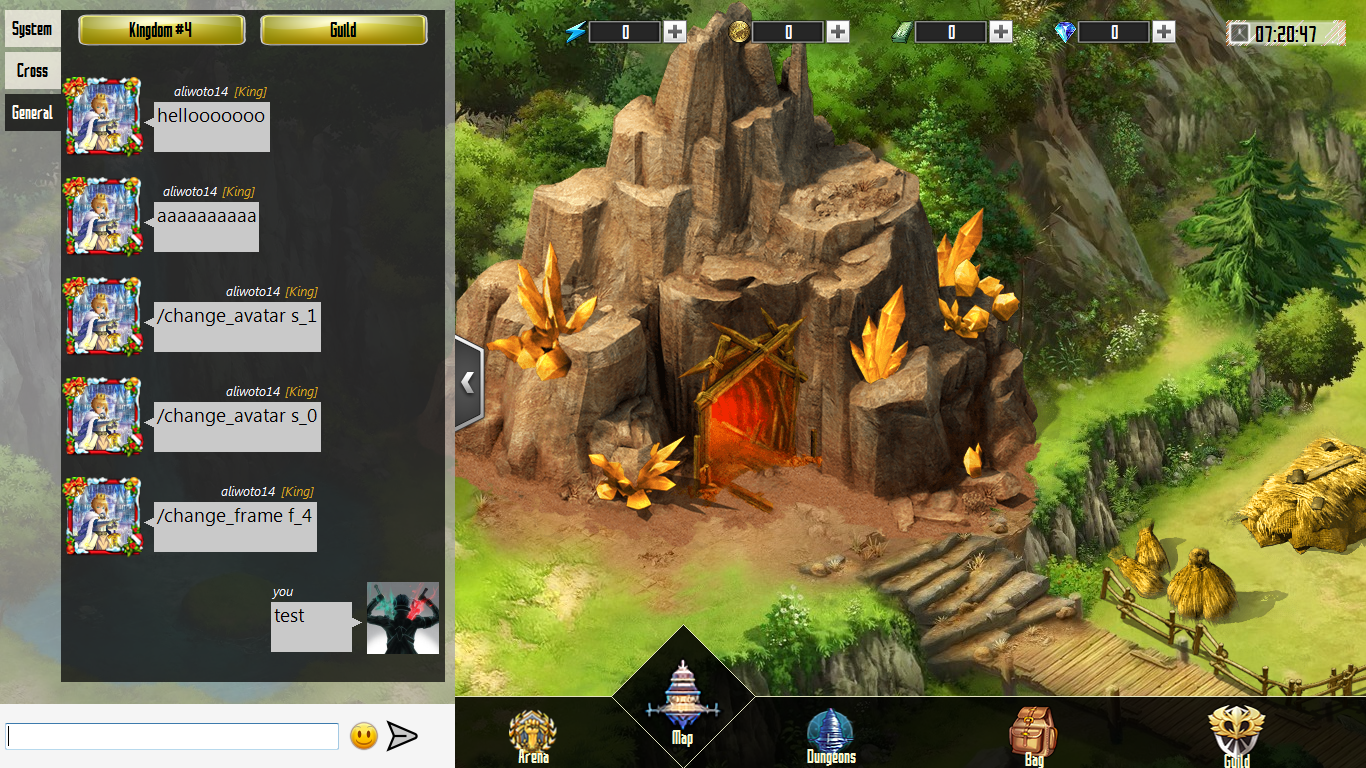 System
Cross
General
Kingdom #4
Guild
aliwoto14 [King]
hellooooooo
aliwoto14 [King]
aaaaaaaaaa
aliwoto14 [King]
/change_avatar s_1
aliwoto14 [King]
/change_avatar s_0
aliwoto14 [King]
/change_frame f_4
you
test
0
0
0
0
07:20:47
Arena
Map
Dungeons
Bag
Guild